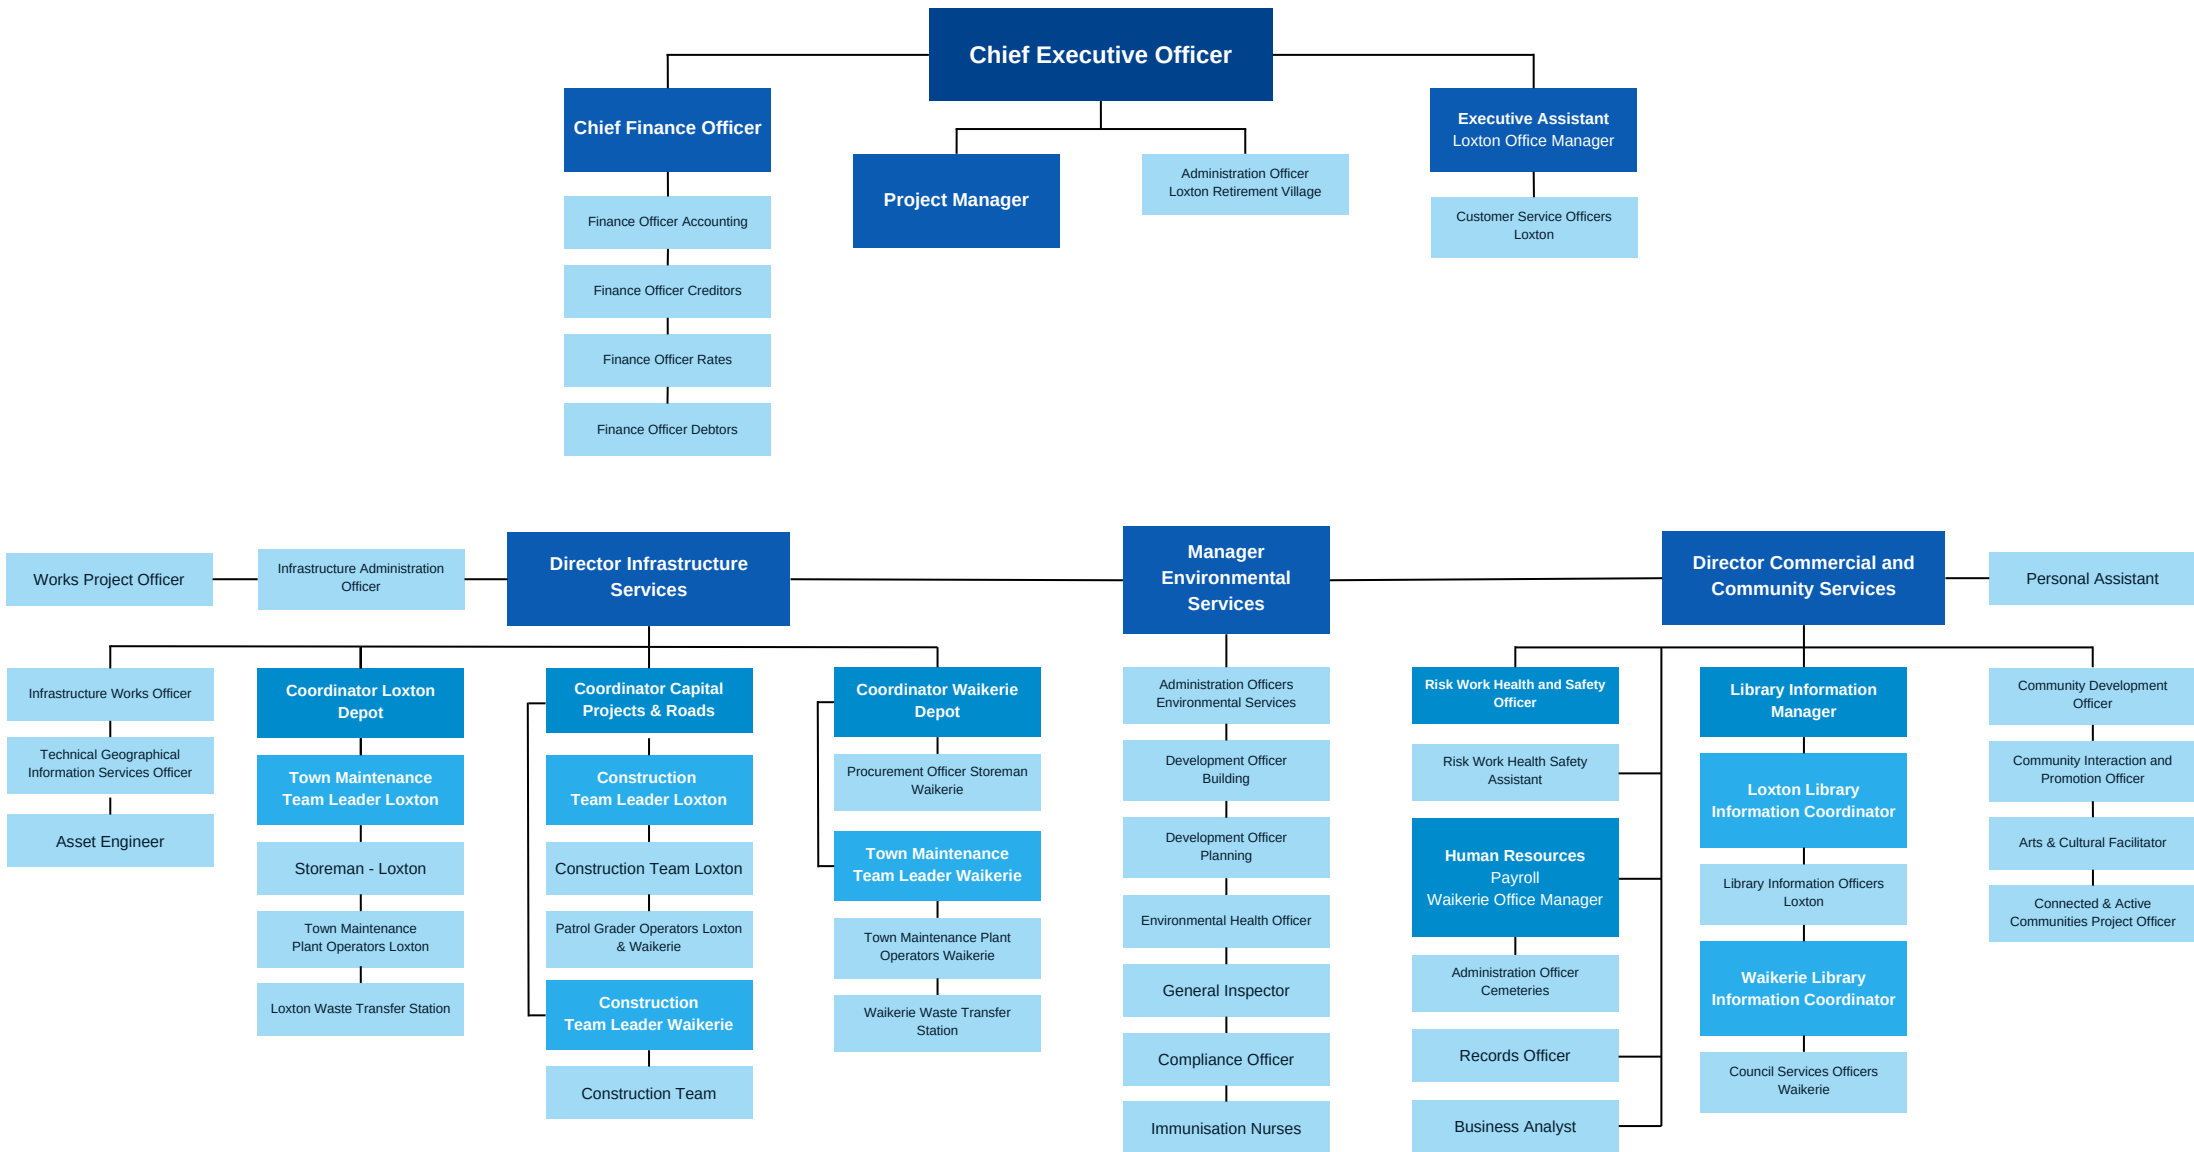 Chief Executive Officer
Chief Finance Officer
Executive Assistant
Loxton Office Manager
Project Manager
Administration Officer
Loxton Retirement Village
Customer Service Officers
Loxton
Finance Officer Accounting
Finance Officer Creditors
Finance Officer Rates
Finance Officer Debtors
Works Project Officer
Infrastructure Administration
Officer
Director Infrastructure
Services
Manager
Environmental
Services
Director Commercial and
Community Services
Personal Assistant
Infrastructure Works Officer
Technical Geographical
Information Services Officer
Asset Engineer
Coordinator Loxton
Depot
Town Maintenance
Team Leader Loxton
Storeman - Loxton
Town Maintenance
Plant Operators Loxton
Loxton Waste Transfer Station
Coordinator Capital
Projects & Roads
Construction
Team Leader Loxton
Construction Team Loxton
Patrol Grader Operators Loxton
& Waikerie
Construction
Team Leader Waikerie
Construction Team
Coordinator Waikerie
Depot
Procurement Officer Storeman
Waikerie
Town Maintenance
Team Leader Waikerie
Town Maintenance Plant
Operators Waikerie
Waikerie Waste Transfer
Station
Administration Officers
Environmental Services
Development Officer
Building
Development Officer
Planning
Environmental Health Officer
General Inspector
Compliance Officer
Immunisation Nurses
Risk Work Health and Safety
Officer
Risk Work Health Safety
Assistant
Human Resources
Payroll
Waikerie Office Manager
Administration Officer
Cemeteries
Records Officer
Business Analyst
Library Information
Manager
Loxton Library
Information Coordinator
Library Information Officers
Loxton
Waikerie Library
Information Coordinator
Council Services Officers
Waikerie
Community Development
Officer
Community Interaction and
Promotion Officer
Arts & Cultural Facilitator
Connected & Active
Communities Project Officer